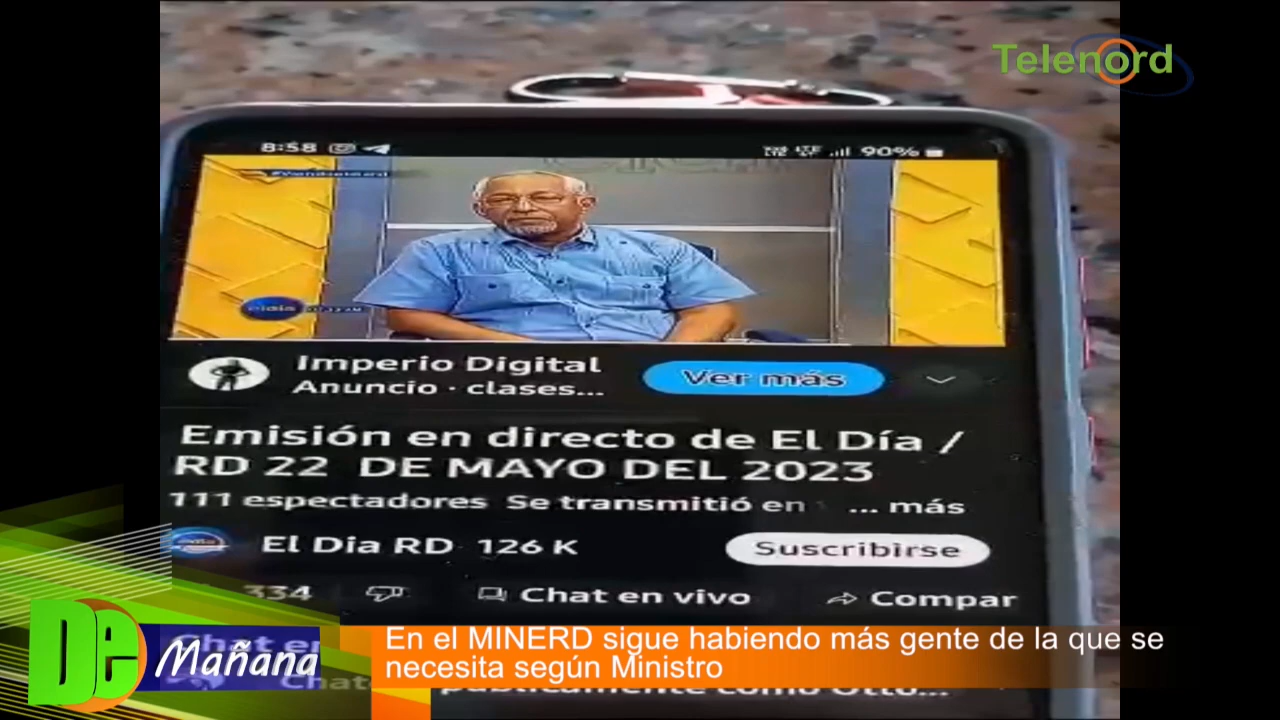 Telenord
8:58
90%
Imperio Digital
Anuncio · clases...
Ver más
Emisión en directo de El Día /
RD 22 DE MAYO DEL 2023
111 espectadores Se transmitió en ... más
El Dia RD 126 K
Suscribirse
334
Chat en vivo
Compar
De
Mañana
En el MINERD sigue habiendo más gente de la que se
necesita según Ministro